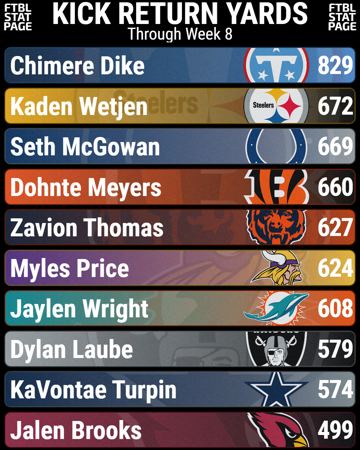 FTBL
STAT
PAGE
KICK RETURN YARDS
Through Week 8
FTBL
STAT
PAGE
Chimere Dike 829
Kaden Wetjen Steelers 672
Seth McGowan 669
Dohnte Meyers 660
Zavion Thomas 627
Myles Price 624
Jaylen Wright 608
Dylan Laube 579
KaVontae Turpin 574
Jalen Brooks 499